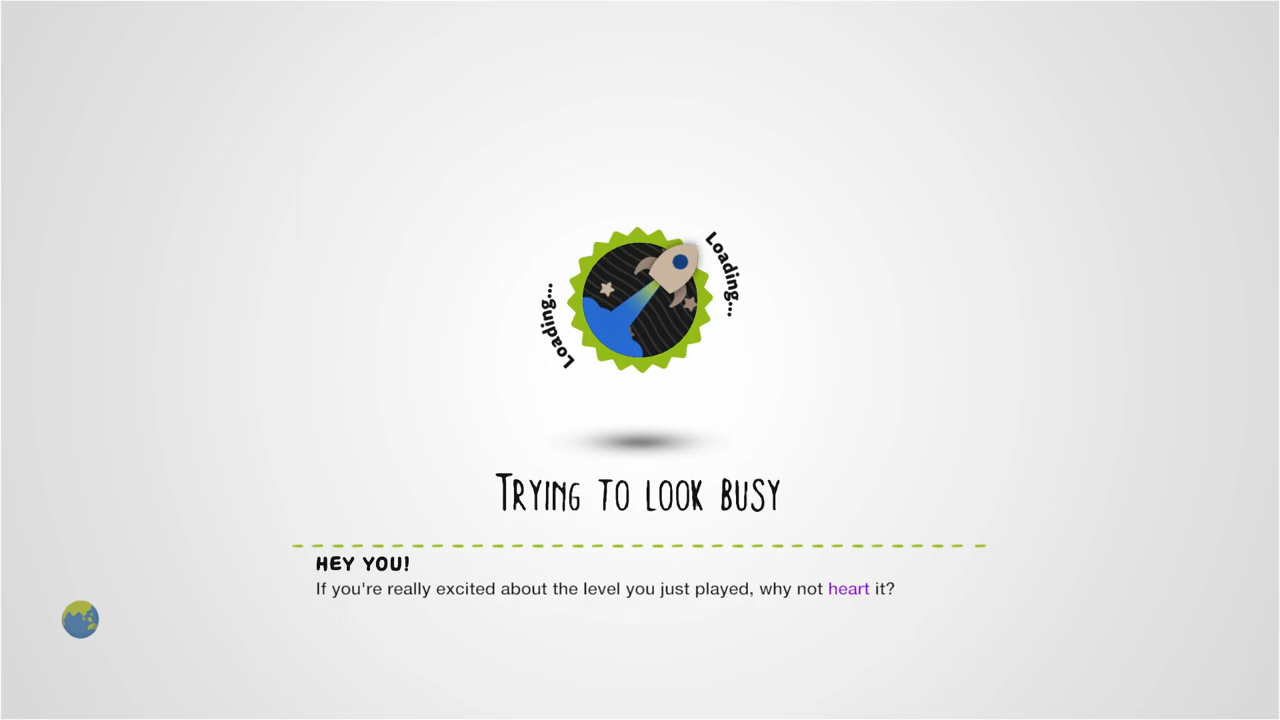 Loading...
Loading...
Trying to look busy
HEY YOU!
If you're really excited about the level you just played, why not heart it?